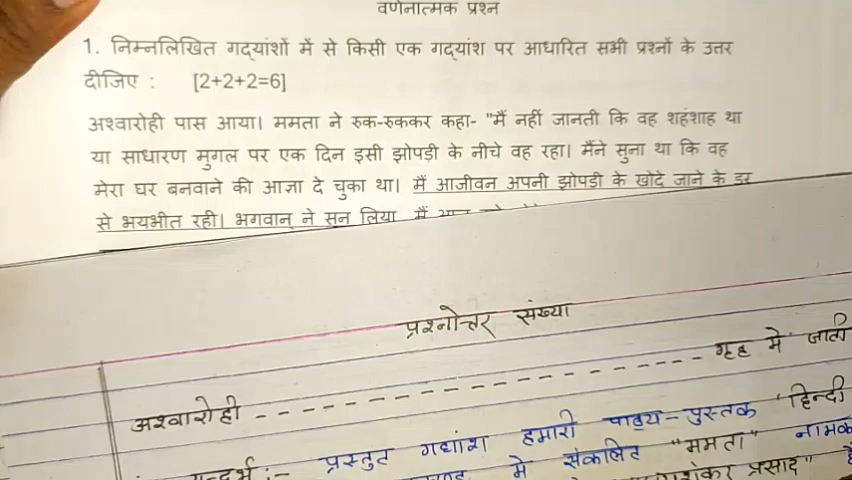 वर्णनात्मक प्रश्न
1. निम्नलिखित गद्यांशों में से किसी एक गद्यांश पर आधारित सभी प्रश्नों के उत्तर
दीजिए : [2+2+2=6]
अश्वारोही पास आया। ममता ने रुक-रुककर कहा- "मैं नहीं जानती कि वह शहंशाह था
या साधारण मुगल पर एक दिन इसी झोपड़ी के नीचे वह रहा। मैंने सुना था कि वह
मेरा घर बनवाने की आज्ञा दे चुका था। मैं आजीवन अपनी झोपड़ी के खोदे जाने के डर
से भयभीत रही। भगवान् ने सुन लिया मैं
प्रश्नोत्तर संख्या
अश्वारोही - - - - - - - - - - - - - - - - - - - - गृह में जाती
:- प्रस्तुत गद्यांश हमारी पाठ्य-पुस्तक 'हिन्दी
में संकलित "ममता" नामक
प्रसाद"